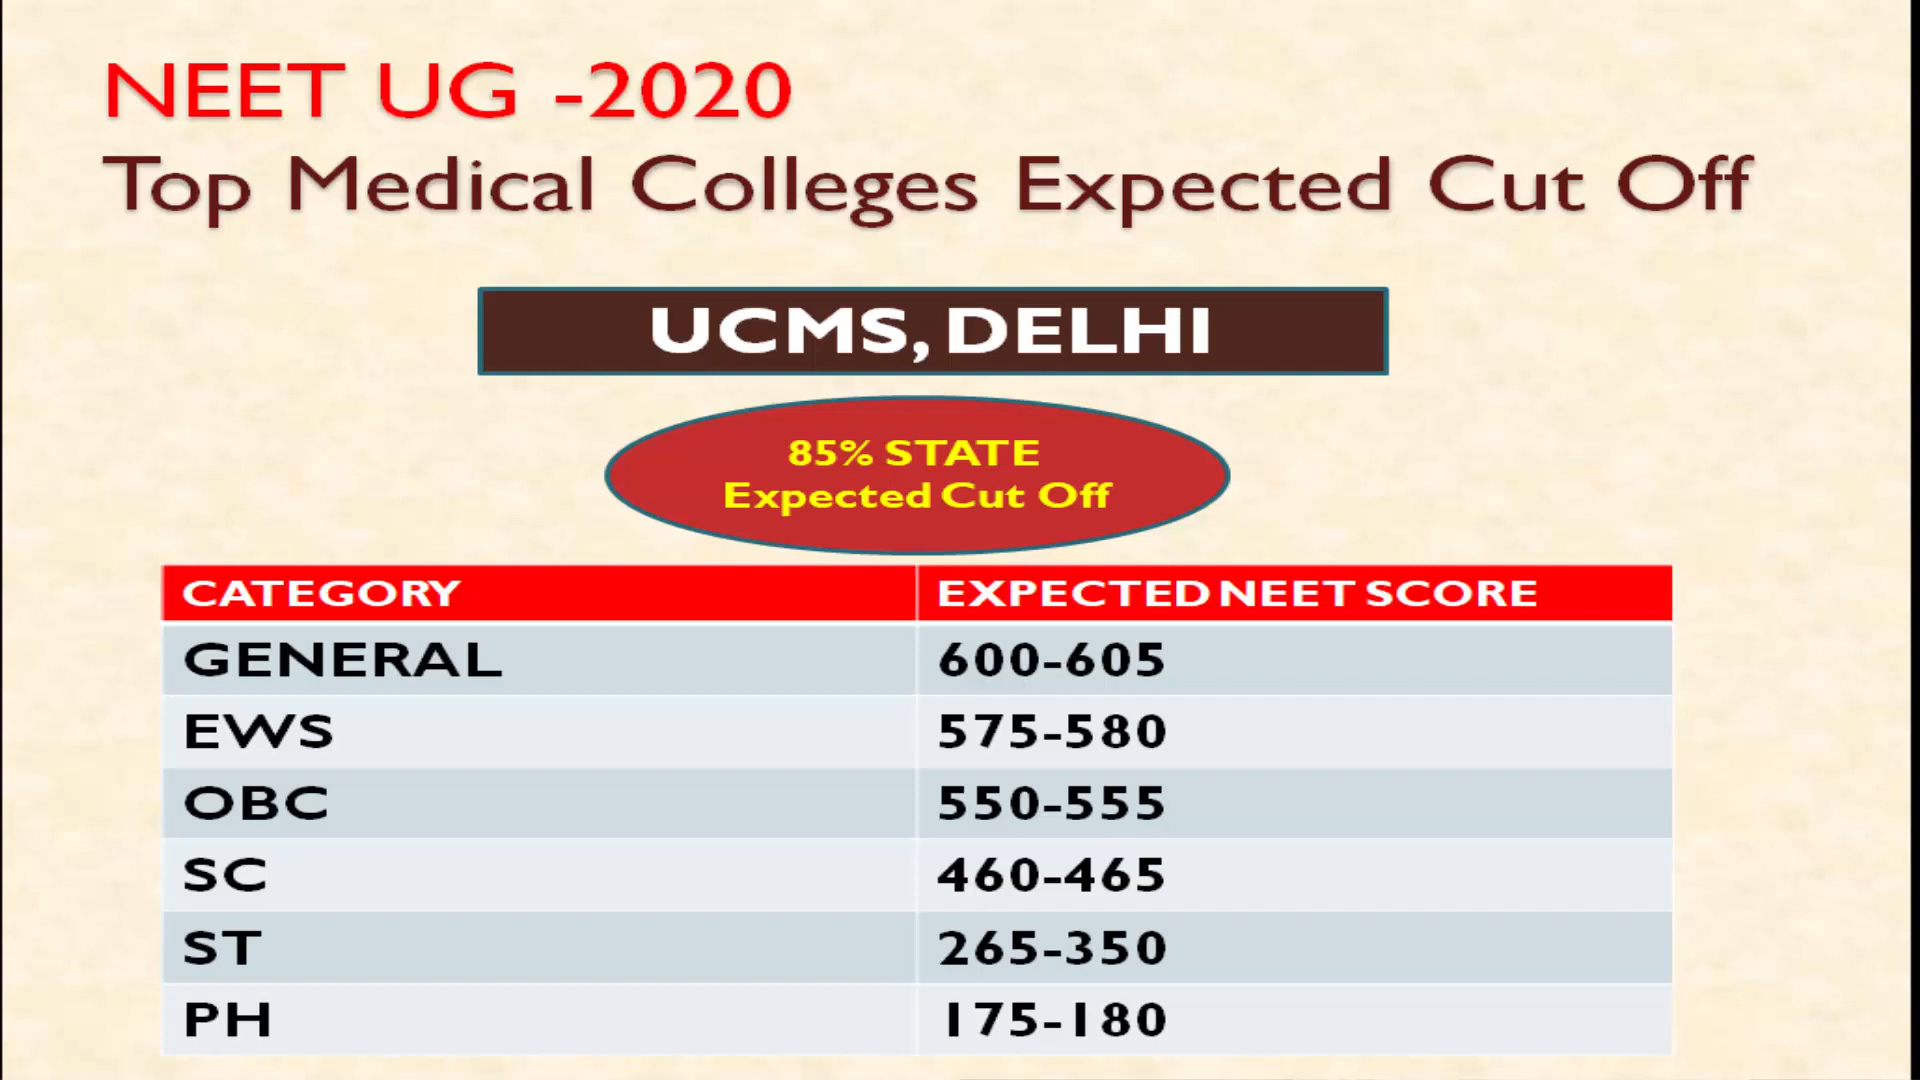 NEET UG -2020
Top Medical Colleges Expected Cut Off
UCMS, DELHI
85% STATE
Expected Cut Off
CATEGORY EXPECTED NEET SCORE
GENERAL 600-605
EWS 575-580
OBC 550-555
SC 460-465
ST 265-350
PH 175-180